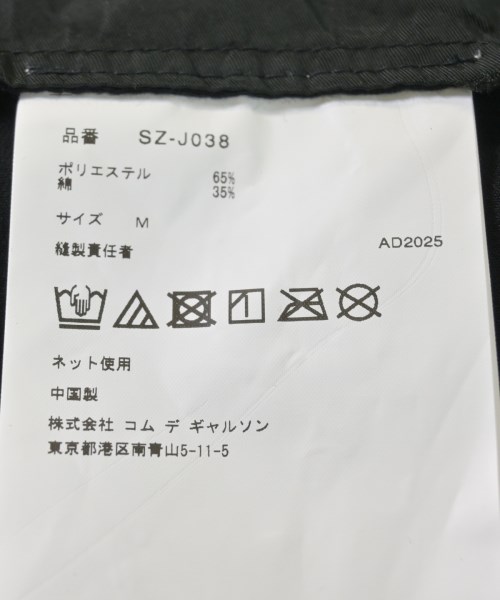 品番 SZ-J038
ポリエステル 65%
綿 35%
サイズ M
縫製責任者
AD2025
ネット使用
中国製
株式会社 コム デ ギャルソン
東京都港区南青山5-11-5